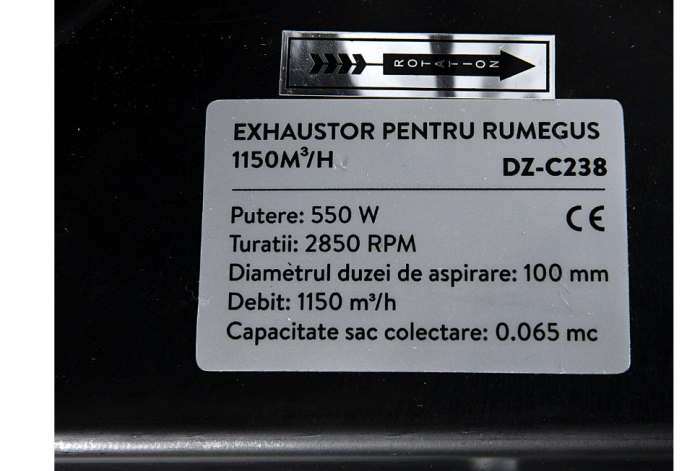 ROTATION
EXHAUSTOR PENTRU RUMEGUS
1150M³/H
DZ-C238
Putere: 550 W
CE
Turatii: 2850 RPM
Diametrul duzei de aspirare: 100 mm
Debit: 1150 m³/h
Capacitate sac colectare: 0.065 mc